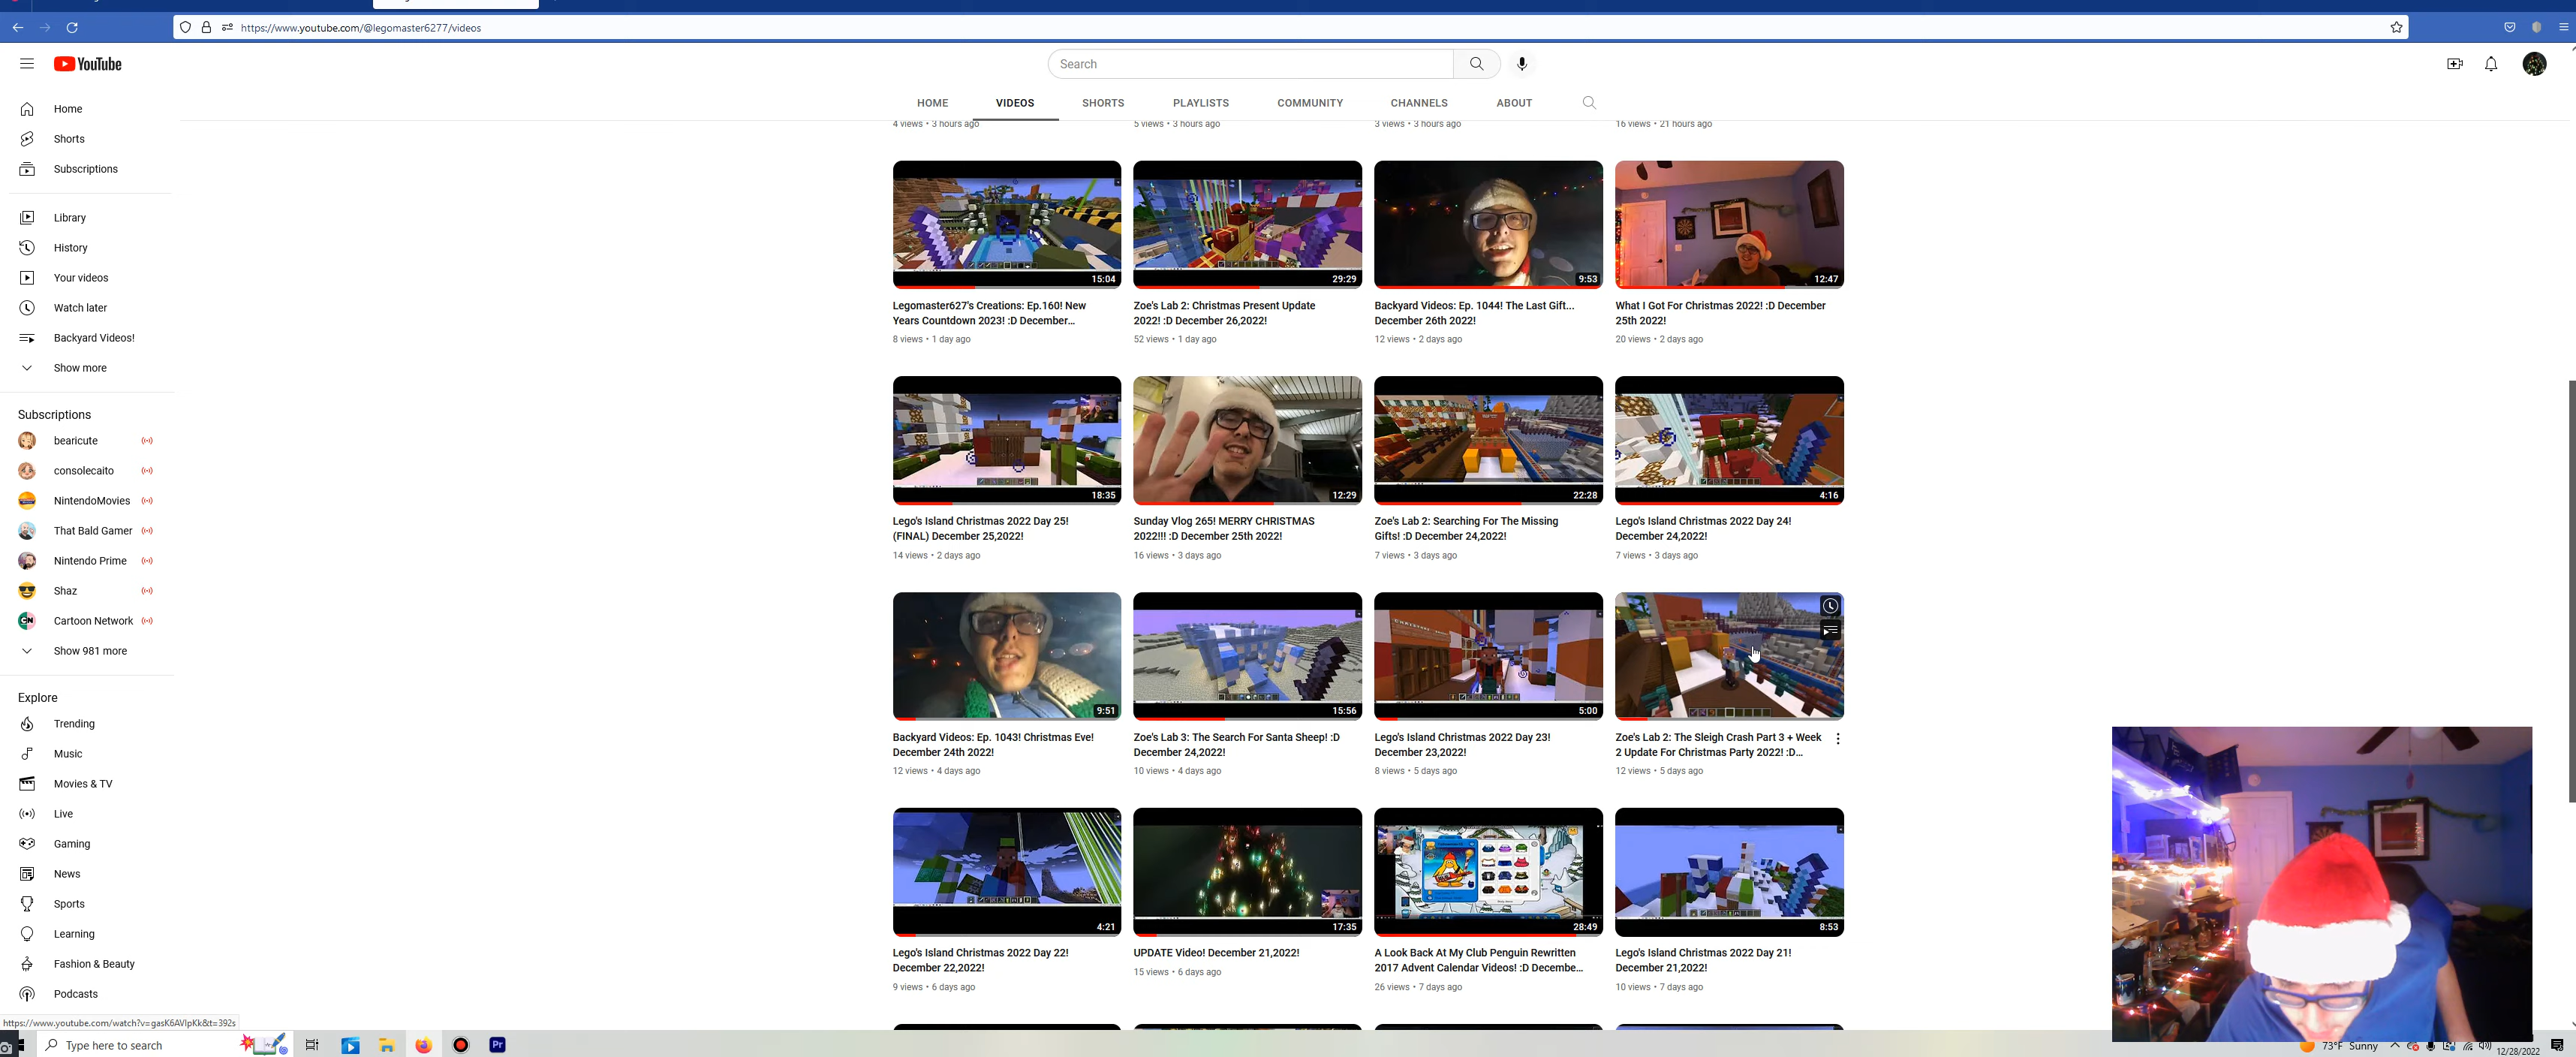 https://www.youtube.com/@legomaster6277/videos
YouTube
Search
HOME VIDEOS SHORTS PLAYLISTS COMMUNITY CHANNELS ABOUT
Home
Shorts
Subscriptions
Library
History
Your videos
Watch later
Backyard Videos!
Show more
Subscriptions
bearicute
consolecaito
NintendoMovies
That Bald Gamer
Nintendo Prime
Shaz
Cartoon Network
Show 981 more
Explore
Trending
Music
Movies & TV
Live
Gaming
News
Sports
Learning
Fashion & Beauty
Podcasts
4 views • 3 hours ago
5 views • 3 hours ago
3 views • 3 hours ago
16 views • 21 hours ago
15:04
Legomaster627's Creations: Ep.160! New
Years Countdown 2023! :D December...
8 views • 1 day ago
29:29
Zoe's Lab 2: Christmas Present Update
2022! :D December 26,2022!
52 views • 1 day ago
9:53
Backyard Videos: Ep. 1044! The Last Gift...
December 26th 2022!
12 views • 2 days ago
12:47
What I Got For Christmas 2022! :D December
25th 2022!
20 views • 2 days ago
18:35
Lego's Island Christmas 2022 Day 25!
(FINAL) December 25,2022!
14 views • 2 days ago
12:29
Sunday Vlog 265! MERRY CHRISTMAS
2022!!! :D December 25th 2022!
16 views • 3 days ago
22:28
Zoe's Lab 2: Searching For The Missing
Gifts! :D December 24,2022!
7 views • 3 days ago
4:16
Lego's Island Christmas 2022 Day 24!
December 24,2022!
7 views • 3 days ago
9:51
Backyard Videos: Ep. 1043! Christmas Eve!
December 24th 2022!
12 views • 4 days ago
15:56
Zoe's Lab 3: The Search For Santa Sheep! :D
December 24,2022!
10 views • 4 days ago
5:00
Lego's Island Christmas 2022 Day 23!
December 23,2022!
8 views • 5 days ago
Zoe's Lab 2: The Sleigh Crash Part 3 + Week
2 Update For Christmas Party 2022! :D...
12 views • 5 days ago
4:21
Lego's Island Christmas 2022 Day 22!
December 22,2022!
9 views • 6 days ago
17:35
UPDATE Video! December 21,2022!
15 views • 6 days ago
28:49
A Look Back At My Club Penguin Rewritten
2017 Advent Calendar Videos! :D Decembe...
26 views • 7 days ago
8:53
Lego's Island Christmas 2022 Day 21!
December 21,2022!
10 views • 7 days ago
https://www.youtube.com/watch?v=gasK6AVlpKk&t=392s
Type here to search
Pr
73°F Sunny
12/28/2022